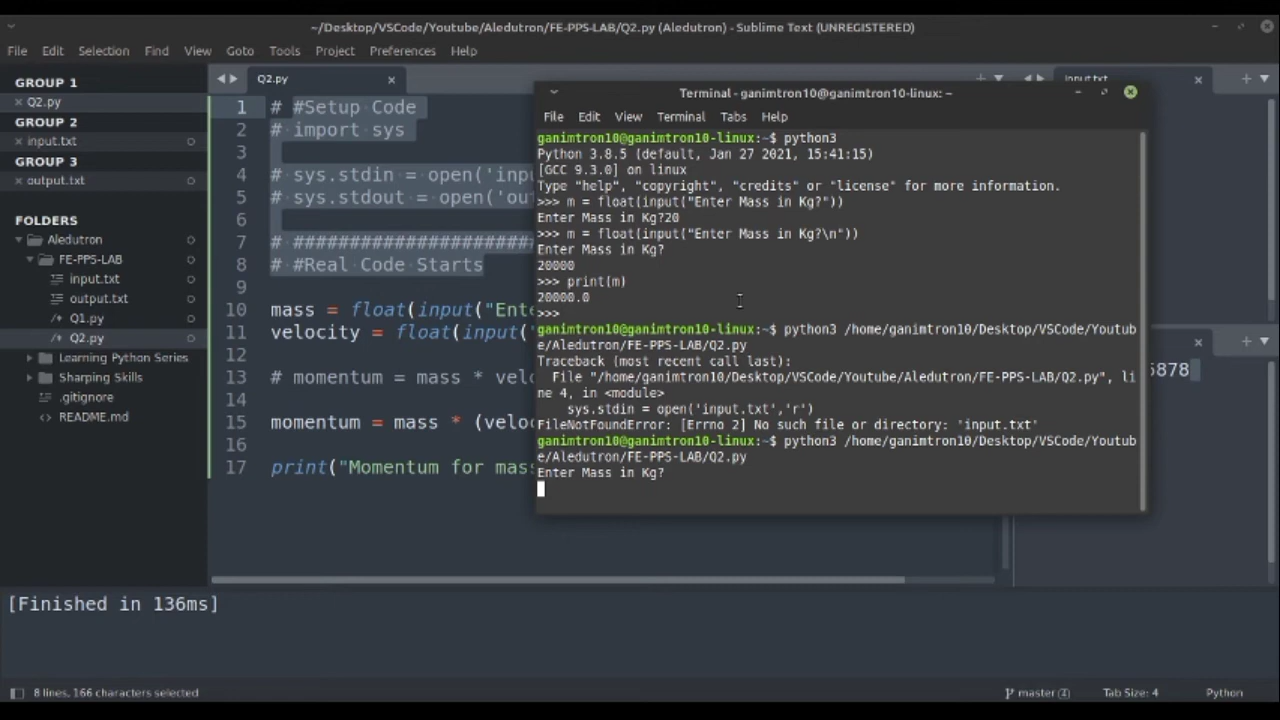 ~/Desktop/VSCode/Youtube/Aledutron/FE-PPS-LAB/Q2.py (Aledutron) - Sublime Text (UNREGISTERED)
File Edit Selection Find View Goto Tools Project Preferences Help
GROUP 1
Q2.py
GROUP 2
input.txt
GROUP 3
output.txt
FOLDERS
Aledutron
FE-PPS-LAB
input.txt
output.txt
Q1.py
Q2.py
Learning Python Series
Sharping Skills
.gitignore
README.md
Q2.py
input.txt
1 # #Setup Code
2 # import sys
3
4 # sys.stdin = open('inpu
5 # sys.stdout = open('out
6
7 # ######################
8 # #Real Code Starts
9
10 mass = float(input("Ente
11 velocity = float(input('
12
13 # momentum = mass * velo
14
15 momentum = mass * (veloc
16
17 print("Momentum for mass
Terminal - ganimtron10@ganimtron10-linux: ~
File Edit View Terminal Tabs Help
ganimtron10@ganimtron10-linux:~$ python3
Python 3.8.5 (default, Jan 27 2021, 15:41:15)
[GCC 9.3.0] on linux
Type "help", "copyright", "credits" or "license" for more information.
>>> m = float(input("Enter Mass in Kg?"))
Enter Mass in Kg?20
>>> m = float(input("Enter Mass in Kg?\n"))
Enter Mass in Kg?
20000
>>> print(m)
20000.0
>>>
ganimtron10@ganimtron10-linux:~$ python3 /home/ganimtron10/Desktop/VSCode/Youtub
e/Aledutron/FE-PPS-LAB/Q2.py
Traceback (most recent call last):
File "/home/ganimtron10/Desktop/VSCode/Youtube/Aledutron/FE-PPS-LAB/Q2.py", li
ne 4, in <module>
sys.stdin = open('input.txt','r')
FileNotFoundError: [Errno 2] No such file or directory: 'input.txt'
ganimtron10@ganimtron10-linux:~$ python3 /home/ganimtron10/Desktop/VSCode/Youtub
e/Aledutron/FE-PPS-LAB/Q2.py
Enter Mass in Kg?
5878
[Finished in 136ms]
8 lines, 166 characters selected
master (2) Tab Size: 4 Python